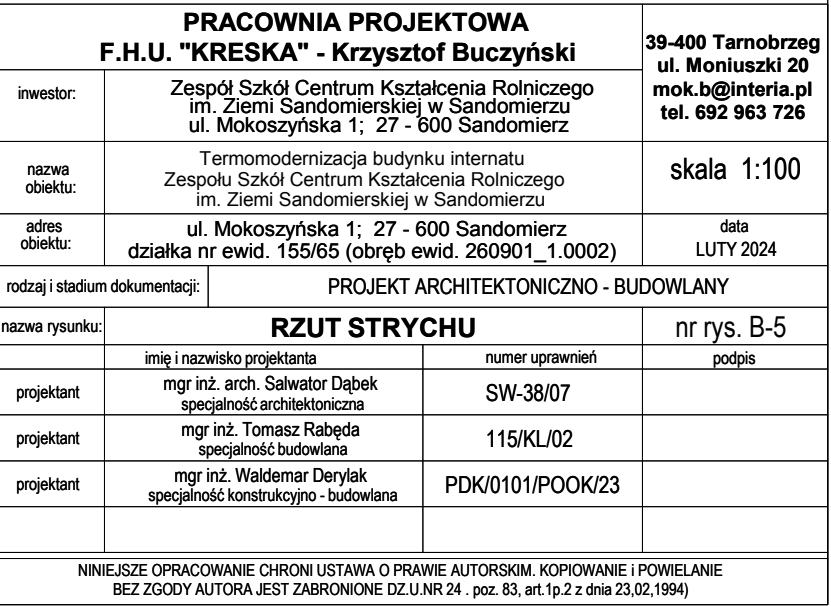 PRACOWNIA PROJEKTOWA
F.H.U. "KRESKA" - Krzysztof Buczyński
39-400 Tarnobrzeg
ul. Moniuszki 20
mok.b@interia.pl
tel. 692 963 726
inwestor:
Zespół Szkół Centrum Kształcenia Rolniczego
im. Ziemi Sandomierskiej w Sandomierzu
ul. Mokoszyńska 1; 27 - 600 Sandomierz
nazwa
obiektu:
Termomodernizacja budynku internatu
Zespołu Szkół Centrum Kształcenia Rolniczego
im. Ziemi Sandomierskiej w Sandomierzu
skala 1:100
adres
obiektu:
ul. Mokoszyńska 1; 27 - 600 Sandomierz
działka nr ewid. 155/65 (obręb ewid. 260901_1.0002)
data
LUTY 2024
rodzaj i stadium dokumentacji:
PROJEKT ARCHITEKTONICZNO - BUDOWLANY
nazwa rysunku:
RZUT STRYCHU
nr rys. B-5
imię i nazwisko projektanta
numer uprawnień
podpis
projektant
mgr inż. arch. Salwator Dąbek
specjalność architektoniczna
SW-38/07
projektant
mgr inż. Tomasz Rabęda
specjalność budowlana
115/KL/02
projektant
mgr inż. Waldemar Derylak
specjalność konstrukcyjno - budowlana
PDK/0101/POOK/23
NINIEJSZE OPRACOWANIE CHRONI USTAWA O PRAWIE AUTORSKIM. KOPIOWANIE i POWIELANIE
BEZ ZGODY AUTORA JEST ZABRONIONE DZ.U.NR 24 . poz. 83, art.1p.2 z dnia 23,02,1994)